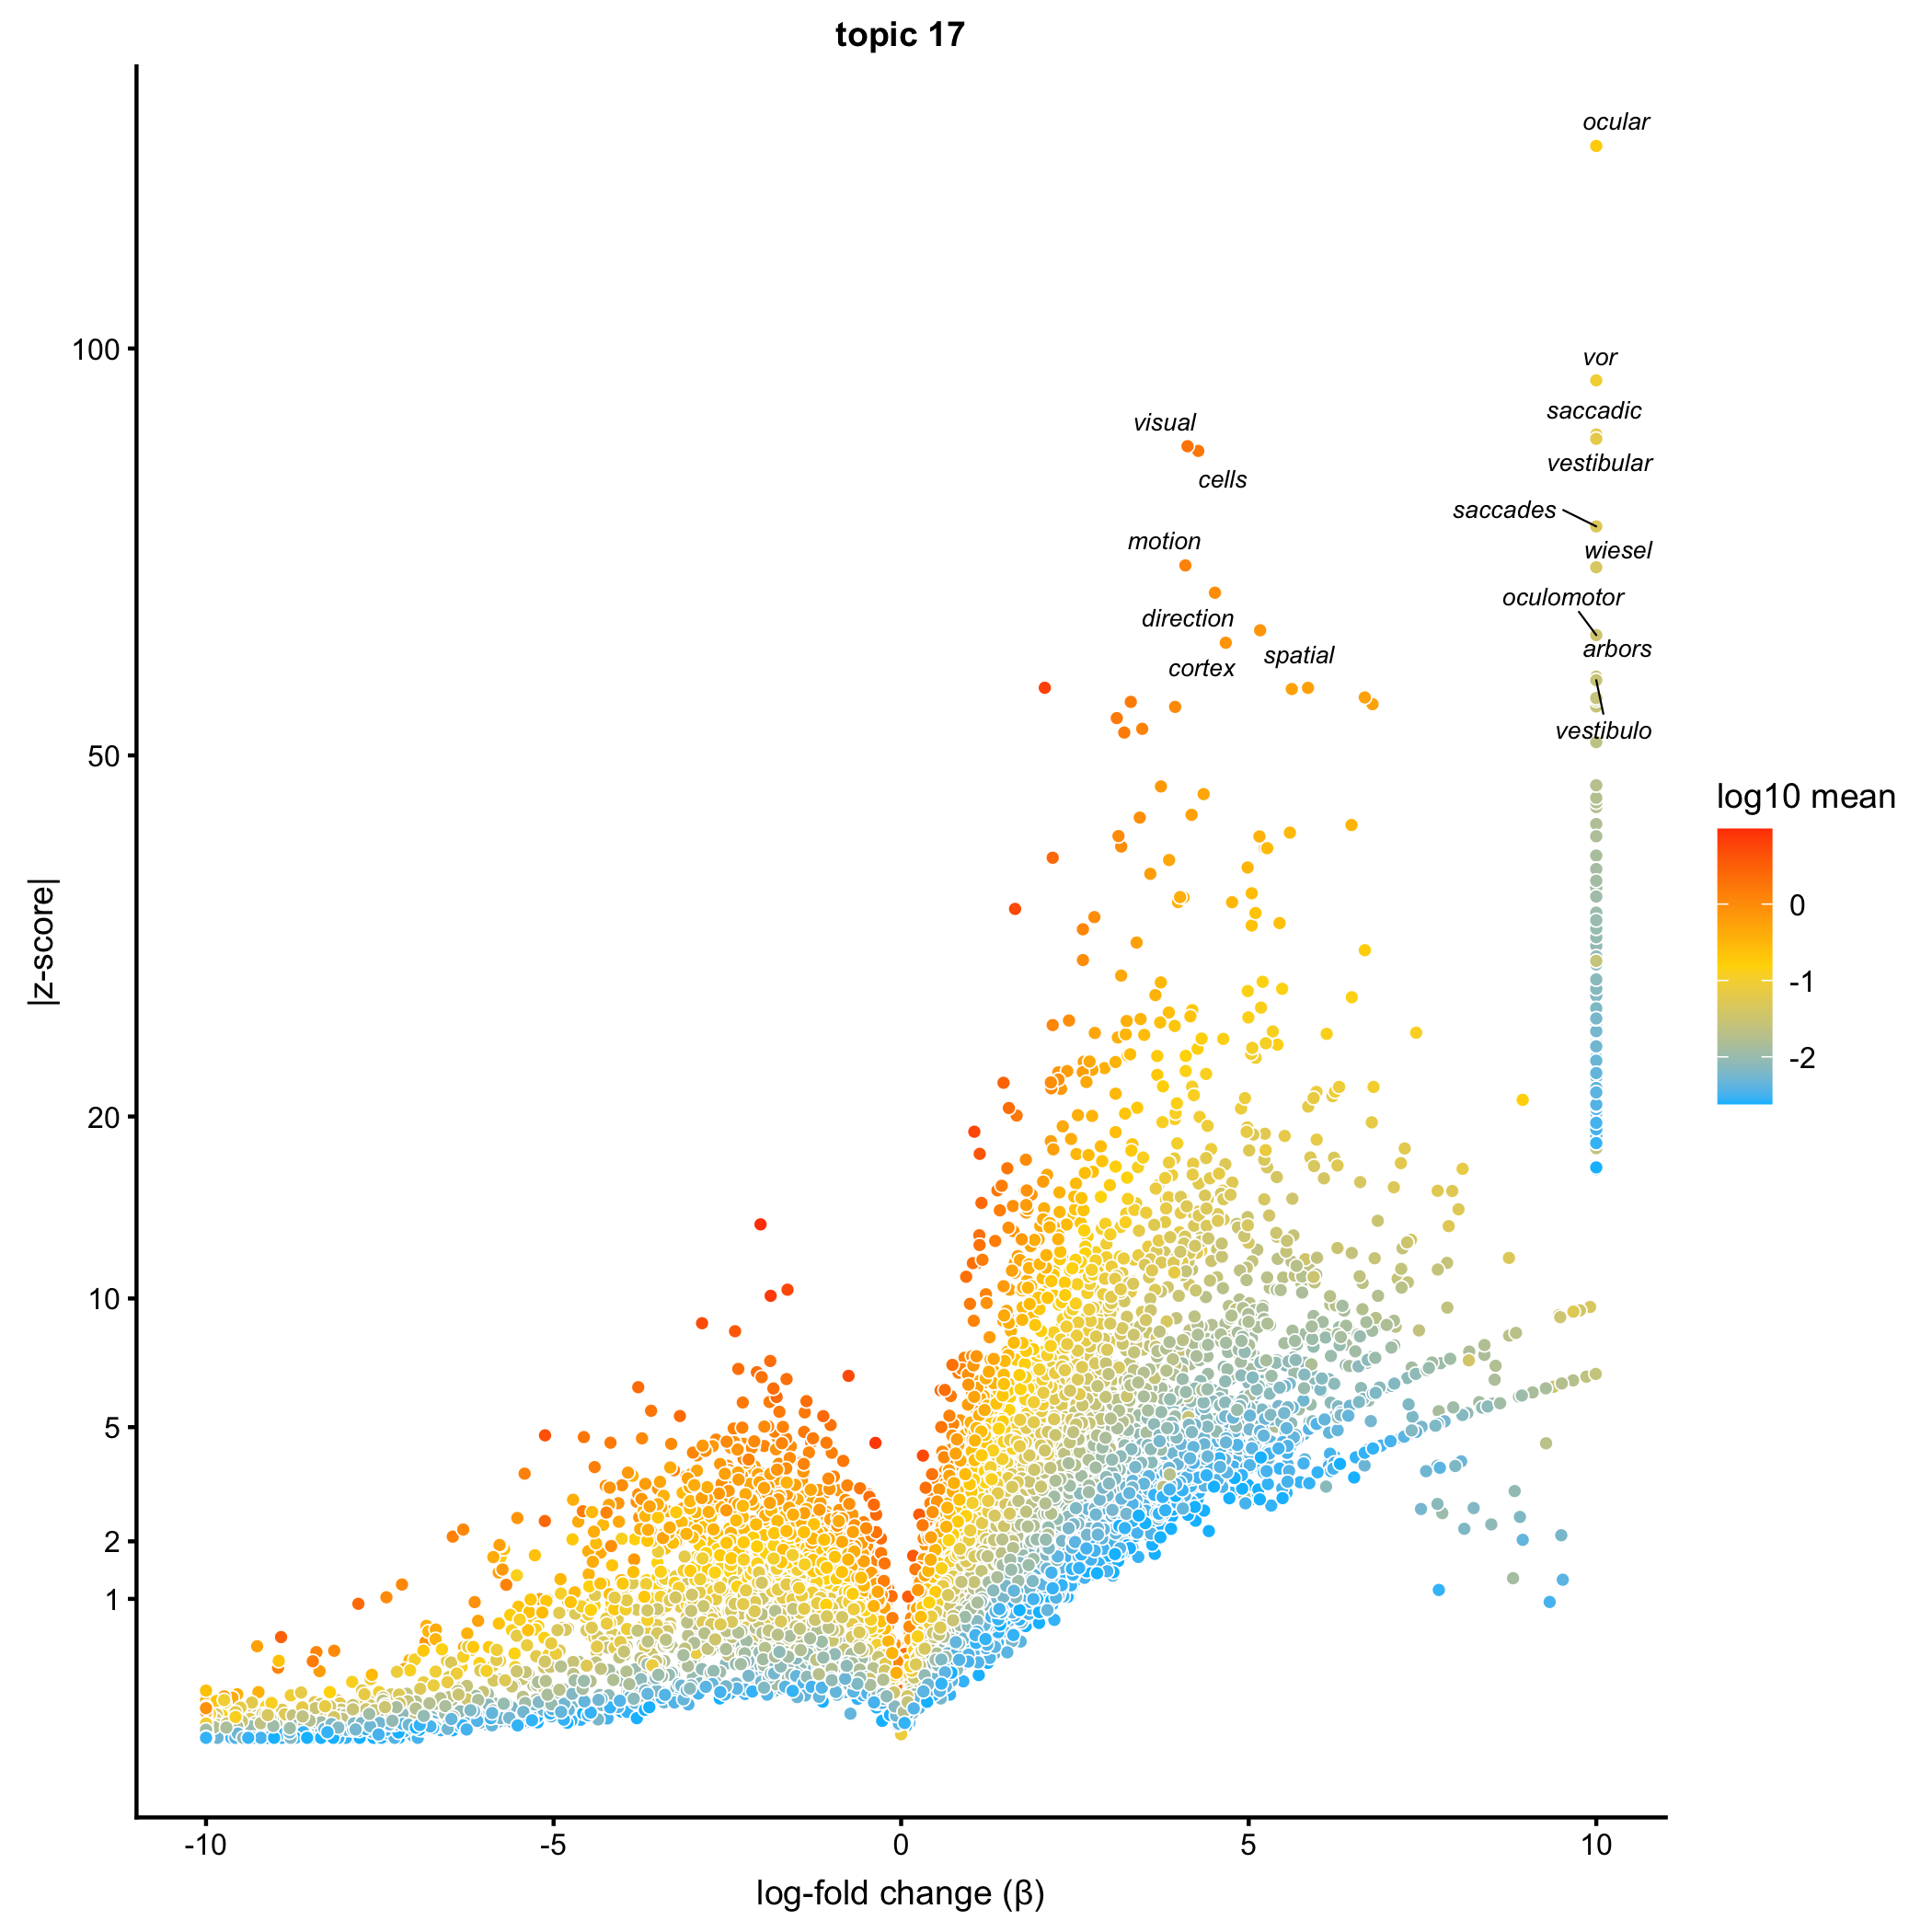 topic 17
ocular
100
vor
saccadic
visual
vestibular
cells
saccades
motion
wiesel
oculomotor
direction
arbors
spatial
cortex
vestibulo
50
log10 mean
|z-score|
0
-1
-2
20
10
5
2
1
-10
-5
0
5
10
log-fold change (β)